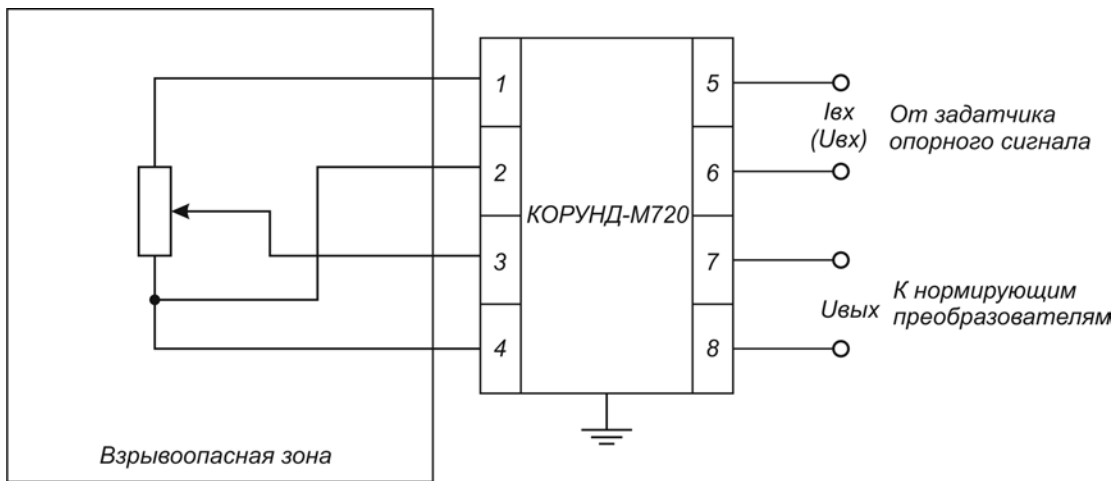 1
2
3
4
КОРУНД-М720
5
6
7
8
Iвх
(Uвх)
От задатчика
опорного сигнала
Uвых
К нормирующим
преобразователям
Взрывоопасная зона